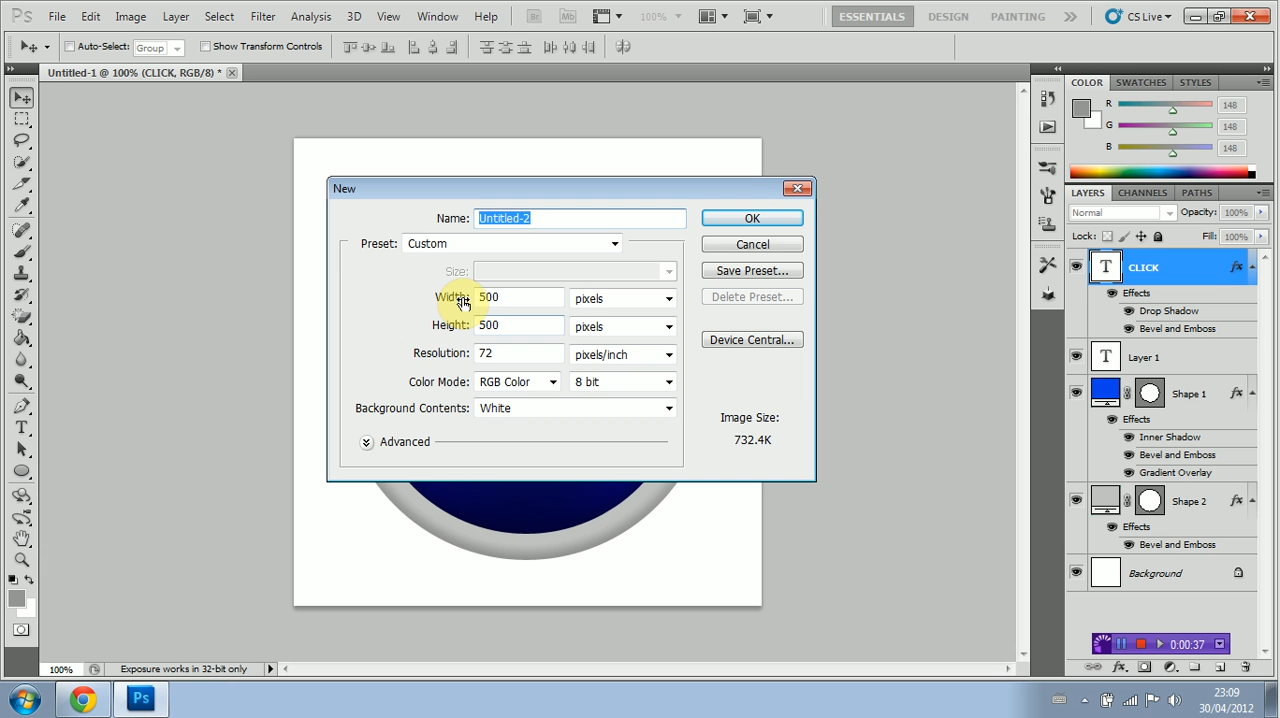 Ps File Edit Image Layer Select Filter Analysis 3D View Window Help Br Mb 100% ESSENTIALS DESIGN PAINTING CS Live
Auto-Select: Group Show Transform Controls
Untitled-1 @ 100% (CLICK, RGB/8) *
COLOR SWATCHES STYLES
R 148
G 148
B 148
LAYERS CHANNELS PATHS
Normal Opacity: 100%
Lock: Fill: 100%
T CLICK fx
Effects
Drop Shadow
Bevel and Emboss
T Layer 1
Shape 1 fx
Effects
Inner Shadow
Bevel and Emboss
Gradient Overlay
Shape 2 fx
Effects
Bevel and Emboss
Background
New
Name: Untitled-2 OK
Preset: Custom Cancel
Size: Save Preset...
Width: 500 pixels Delete Preset...
Height: 500 pixels
Device Central...
Resolution: 72 pixels/inch
Color Mode: RGB Color 8 bit
Background Contents: White
Image Size:
732.4K
Advanced
0:00:37
100% Exposure works in 32-bit only
Ps
23:09
30/04/2012